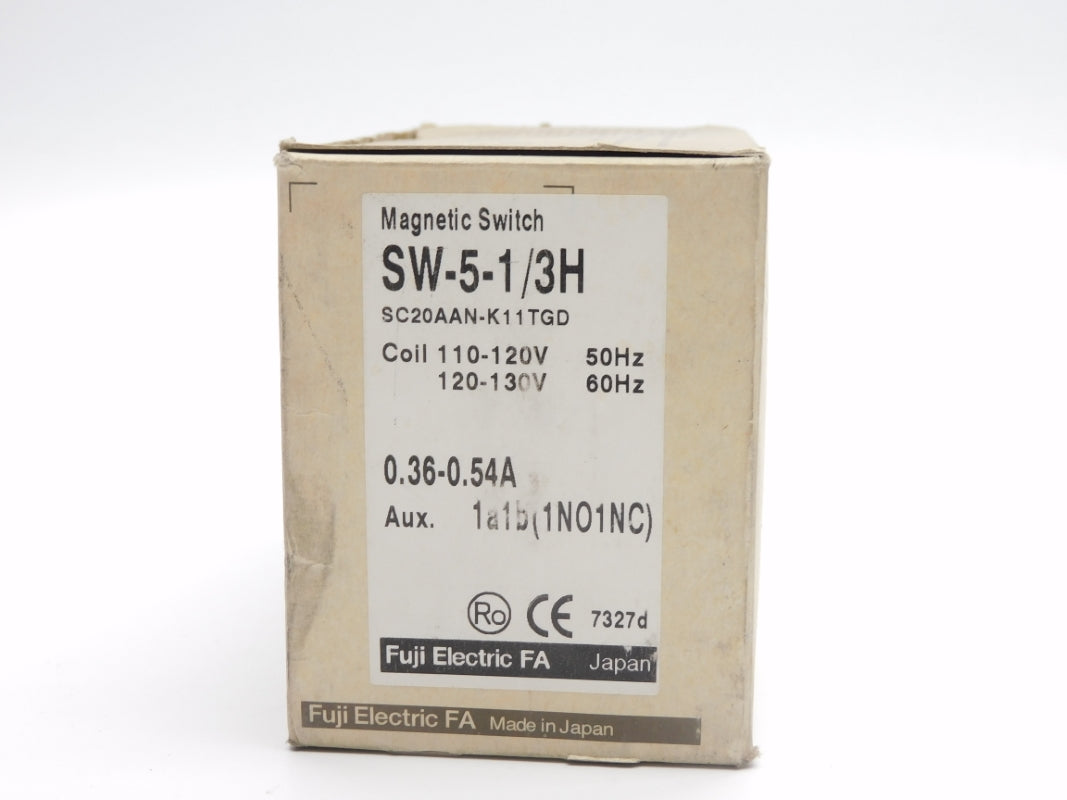 Magnetic Switch
SW-5-1/3H
SC20AAN-K11TGD
Coil 110-120V 50Hz
120-130V 60Hz
0.36-0.54A
Aux. 1a1b(1NO1NC)
Ro CE 7327d
Fuji Electric FA Japan
Fuji Electric FA Made in Japan